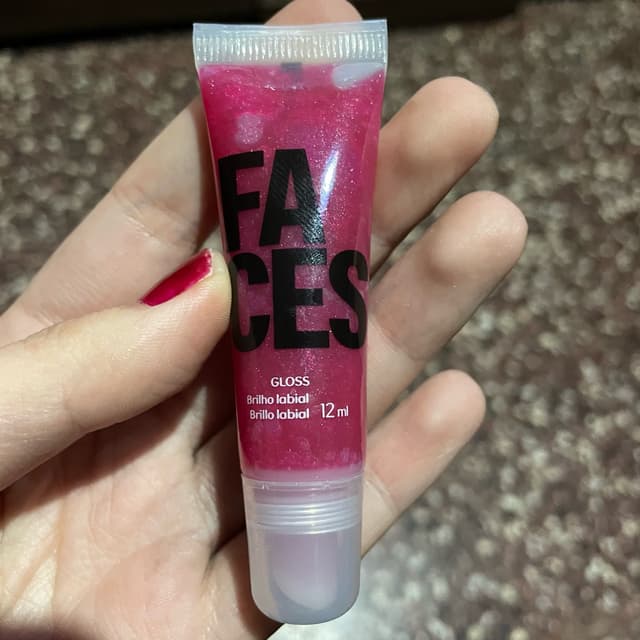 FA
CES
GLOSS
Brilho labial
Brillo labial 12 ml